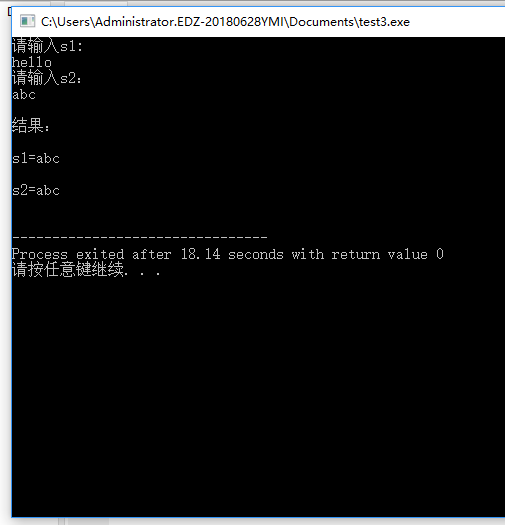 C:\Users\Administrator.EDZ-20180628YMI\Documents\test3.exe
请输入s1:
hello
请输入s2:
abc
结果:
s1=abc
s2=abc
--------------------------------
Process exited after 18.14 seconds with return value 0
请按任意键继续. . .